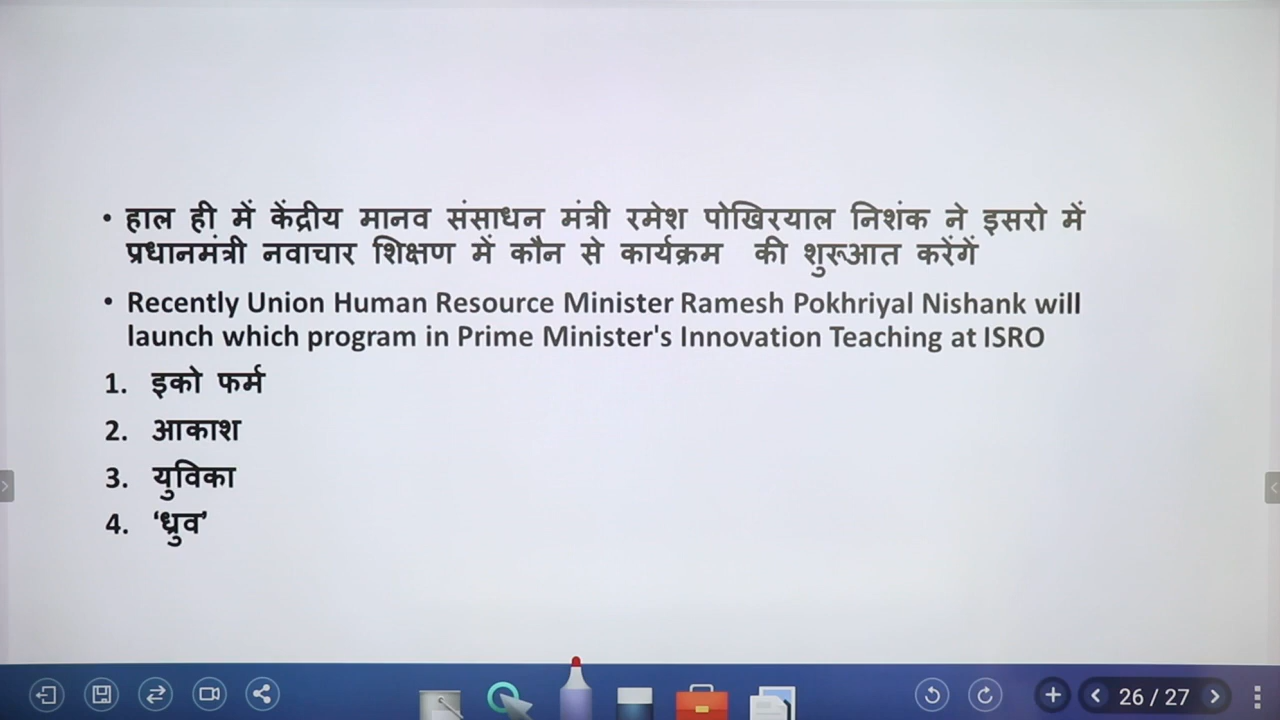 • हाल ही में केंद्रीय मानव संसाधन मंत्री रमेश पोखिरयाल निशंक ने इसरो में
प्रधानमंत्री नवाचार शिक्षण में कौन से कार्यक्रम की शुरूआत करेंगें
• Recently Union Human Resource Minister Ramesh Pokhriyal Nishank will
launch which program in Prime Minister's Innovation Teaching at ISRO
1. इको फर्म
2. आकाश
3. युविका
4. ‘ध्रुव’
26 / 27